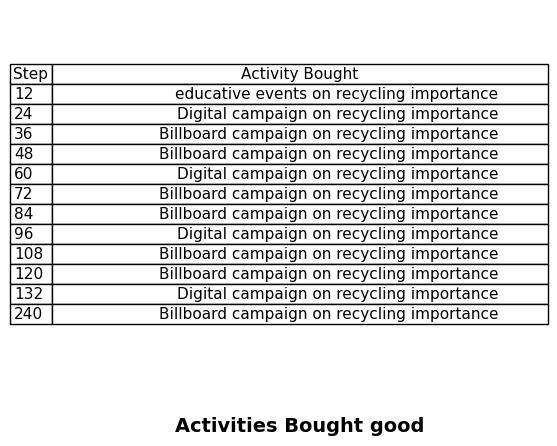 Step Activity Bought
12 educative events on recycling importance
24 Digital campaign on recycling importance
36 Billboard campaign on recycling importance
48 Billboard campaign on recycling importance
60 Digital campaign on recycling importance
72 Billboard campaign on recycling importance
84 Billboard campaign on recycling importance
96 Digital campaign on recycling importance
108 Billboard campaign on recycling importance
120 Billboard campaign on recycling importance
132 Digital campaign on recycling importance
240 Billboard campaign on recycling importance
Activities Bought good